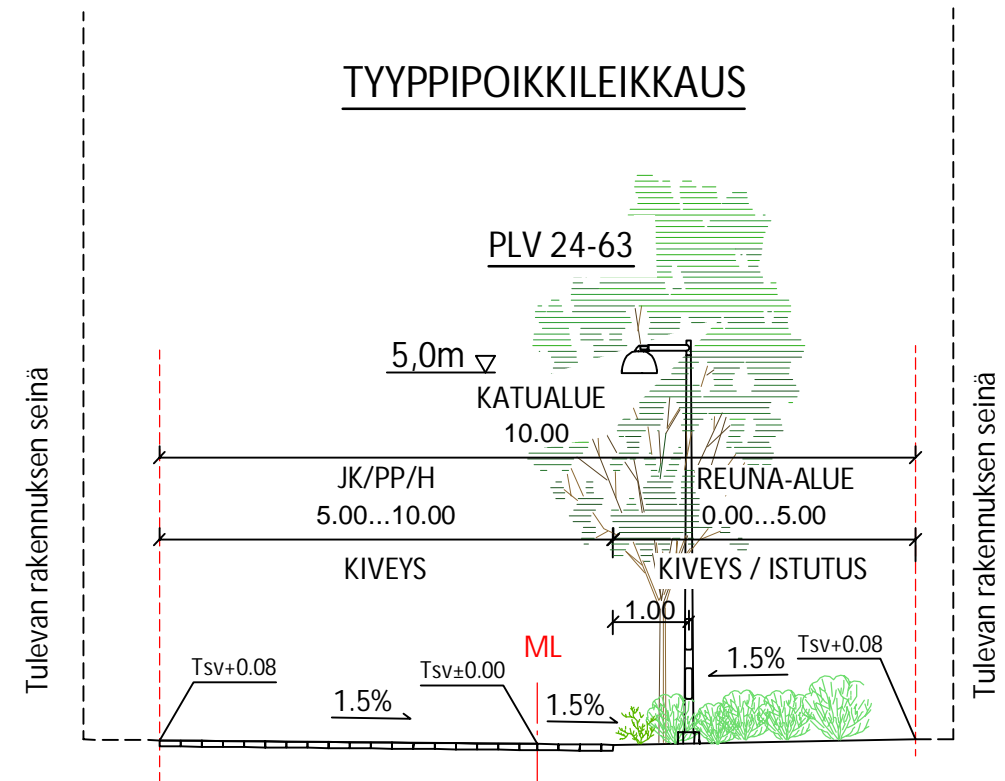 TYYPPIPOIKKILEIKKAUS
PLV 24-63
5,0m
KATUALUE
10.00
JK/PP/H
REUNA-ALUE
5.00...10.00
0.00...5.00
KIVEYS
KIVEYS / ISTUTUS
1.00
ML
Tsv+0.08
Tsv±0.00
1.5%
Tsv+0.08
1.5%
1.5%
Tulevan rakennuksen seinä
Tulevan rakennuksen seinä